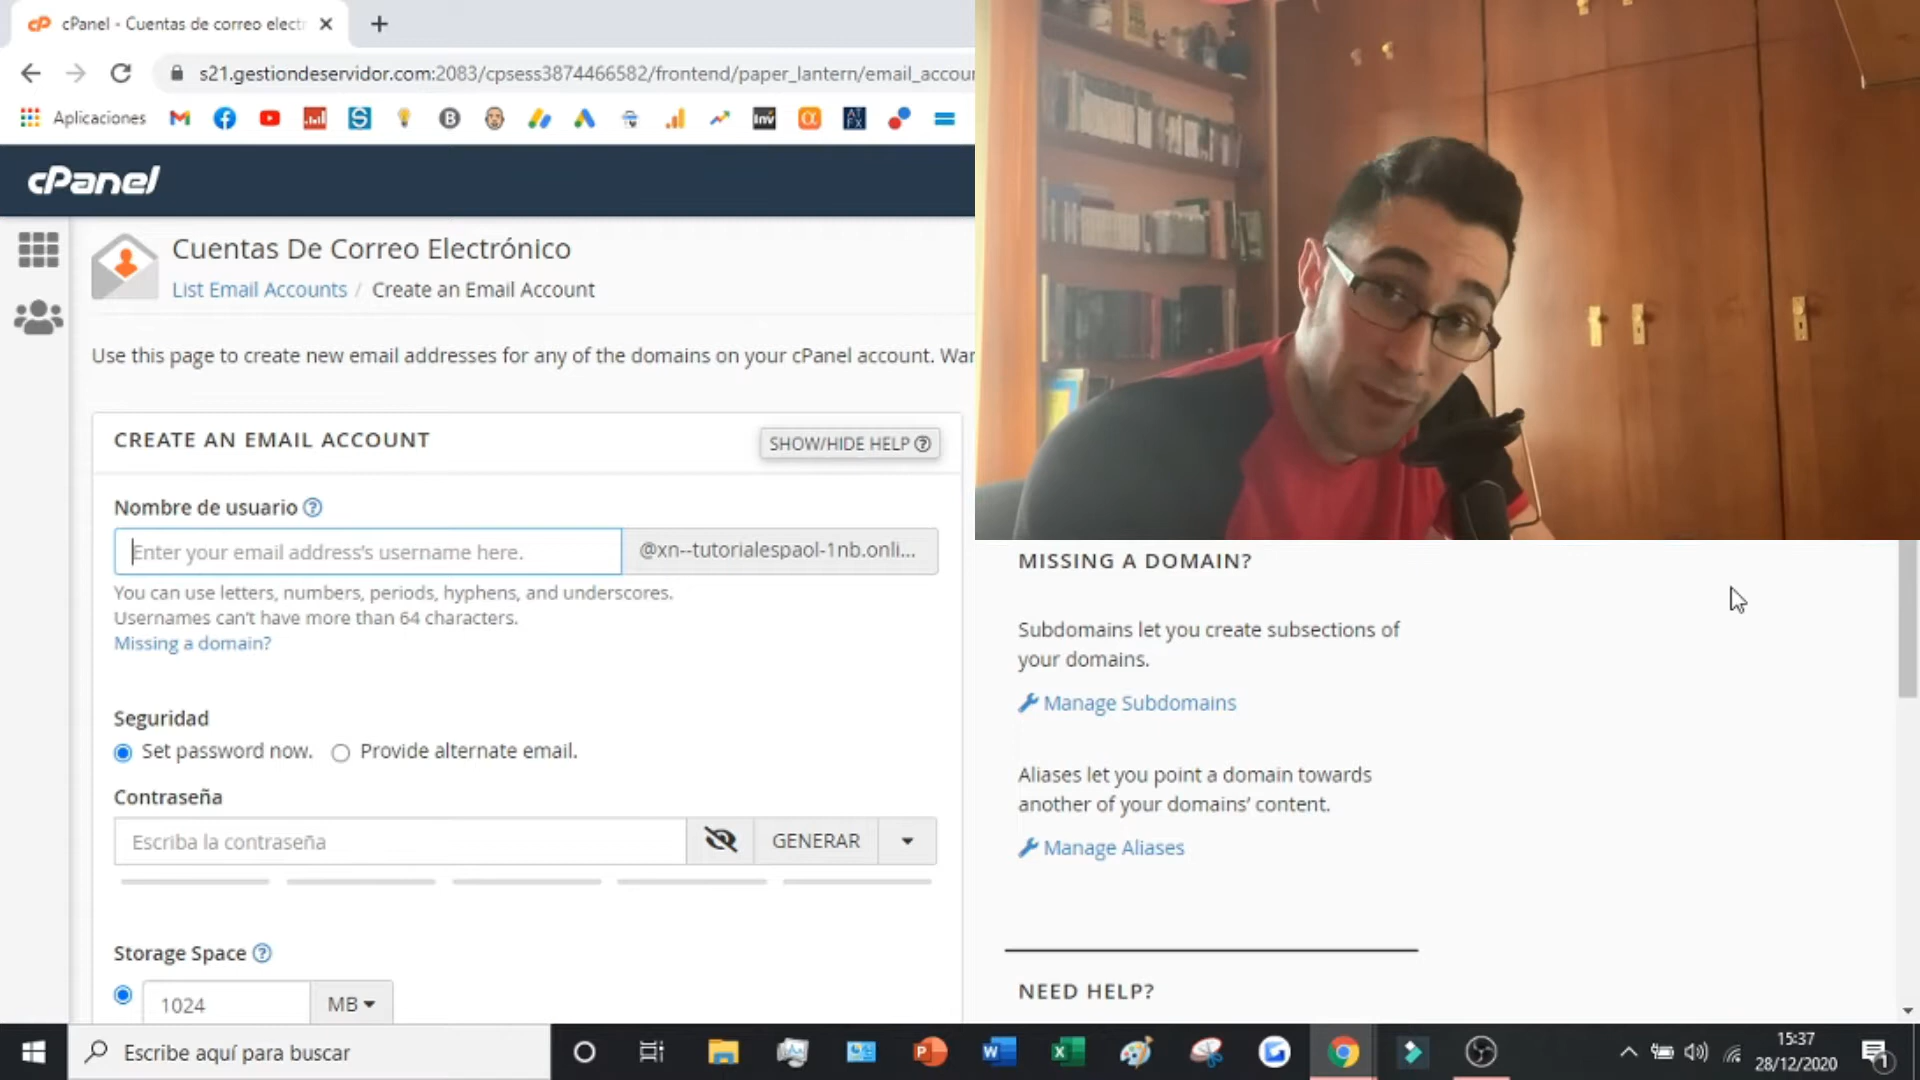 cPanel - Cuentas de correo electr
s21.gestiondeservidor.com:2083/cpsess3874466582/frontend/paper_lantern/email_accou
Aplicaciones
Inv
AT
FX
cPanel
Cuentas De Correo Electrónico
List Email Accounts / Create an Email Account
Use this page to create new email addresses for any of the domains on your cPanel account. Wan
CREATE AN EMAIL ACCOUNT
SHOW/HIDE HELP
Nombre de usuario
Enter your email address's username here.
@xn--tutorialespaol-1nb.onli...
You can use letters, numbers, periods, hyphens, and underscores.
Usernames can't have more than 64 characters.
Missing a domain?
Seguridad
Set password now.
Provide alternate email.
Contraseña
Escriba la contraseña
GENERAR
Storage Space
1024
MB
MISSING A DOMAIN?
Subdomains let you create subsections of
your domains.
Manage Subdomains
Aliases let you point a domain towards
another of your domains' content.
Manage Aliases
NEED HELP?
Escribe aquí para buscar
15:37
28/12/2020
1